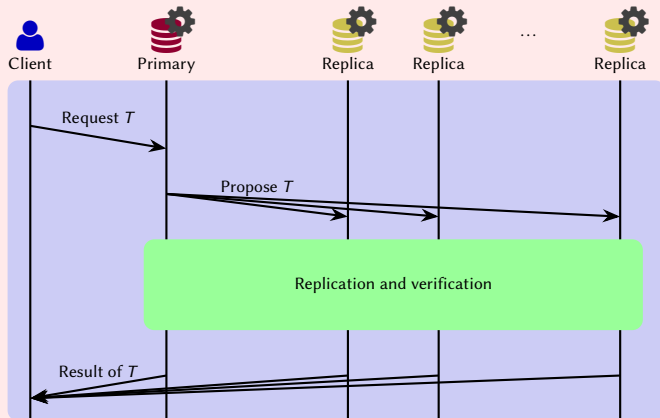 Client
Primary
Replica
Replica
...
Replica
Request T
Propose T
Replication and verification
Result of T